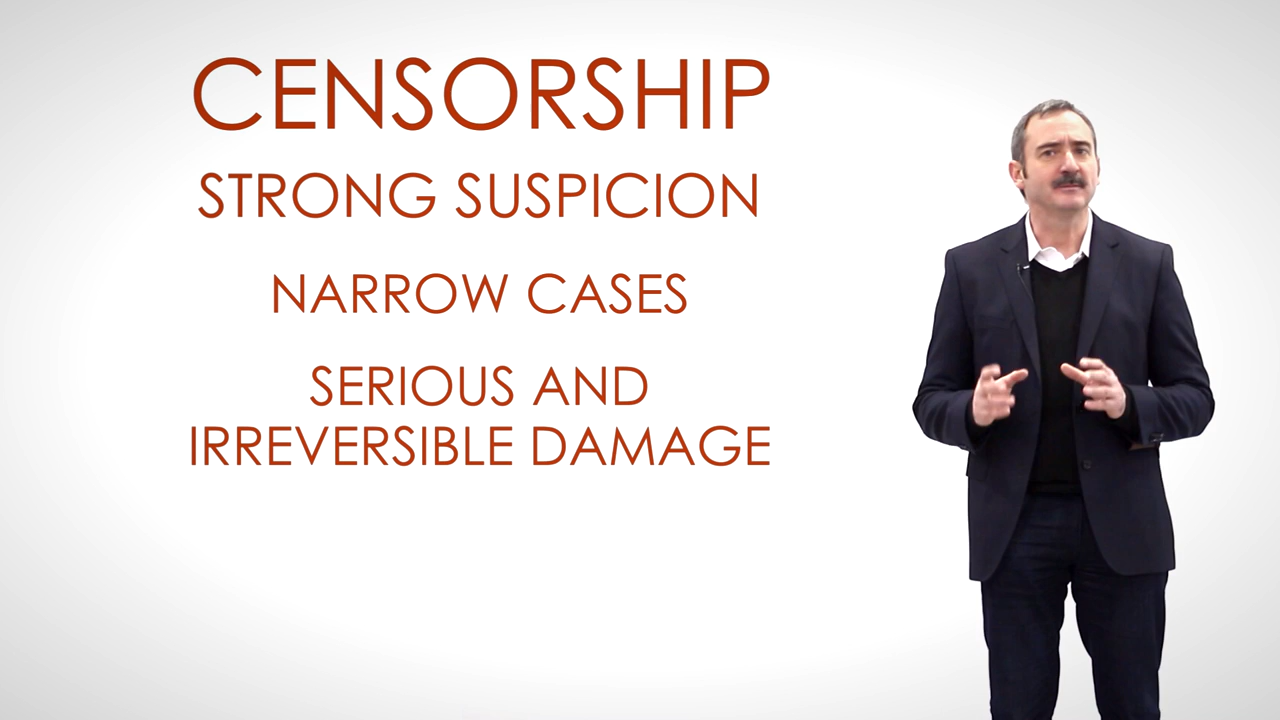 CENSORSHIP
STRONG SUSPICION
NARROW CASES
SERIOUS AND
IRREVERSIBLE DAMAGE